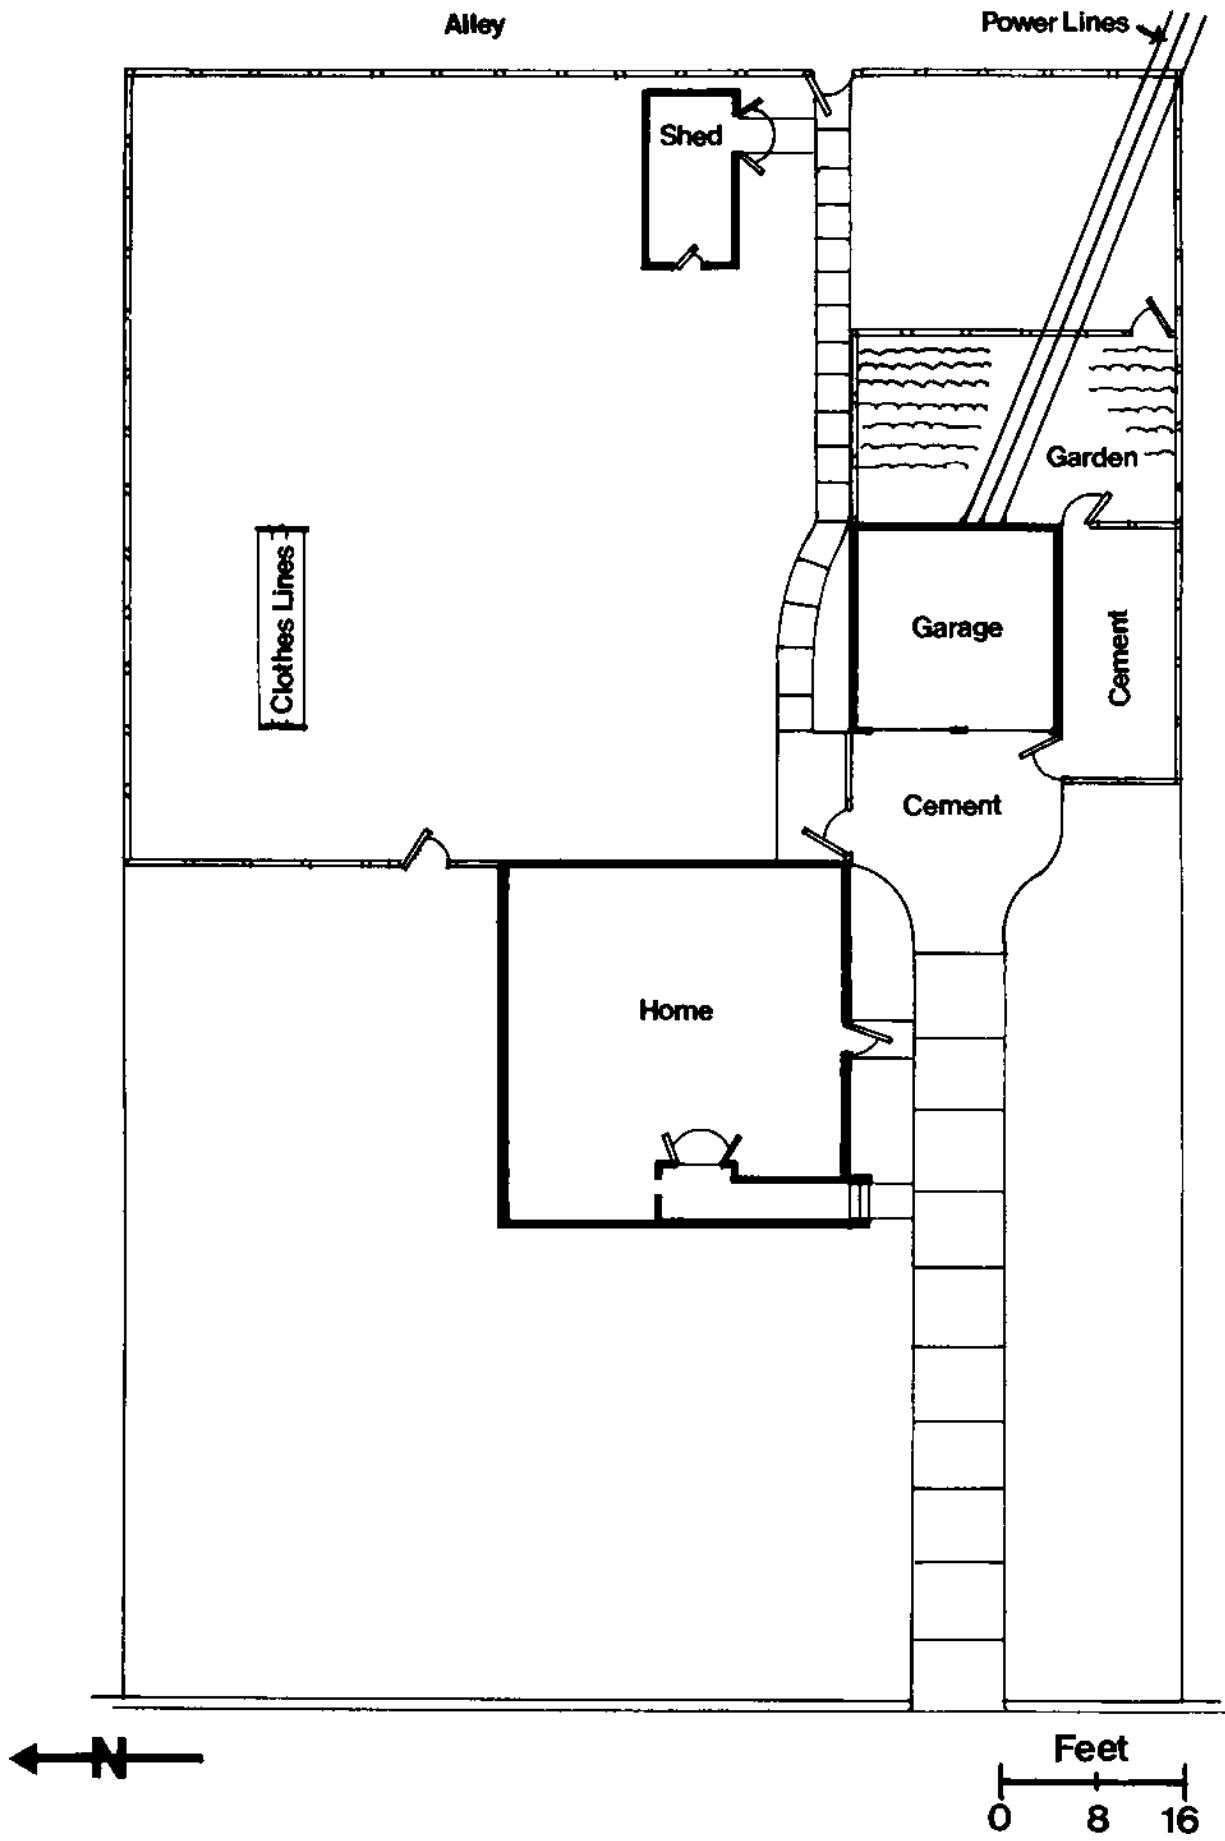 Alley
Power Lines
Shed
Garden
Clothes Lines
Garage
Cement
Cement
Home
N
Feet
0 8 16